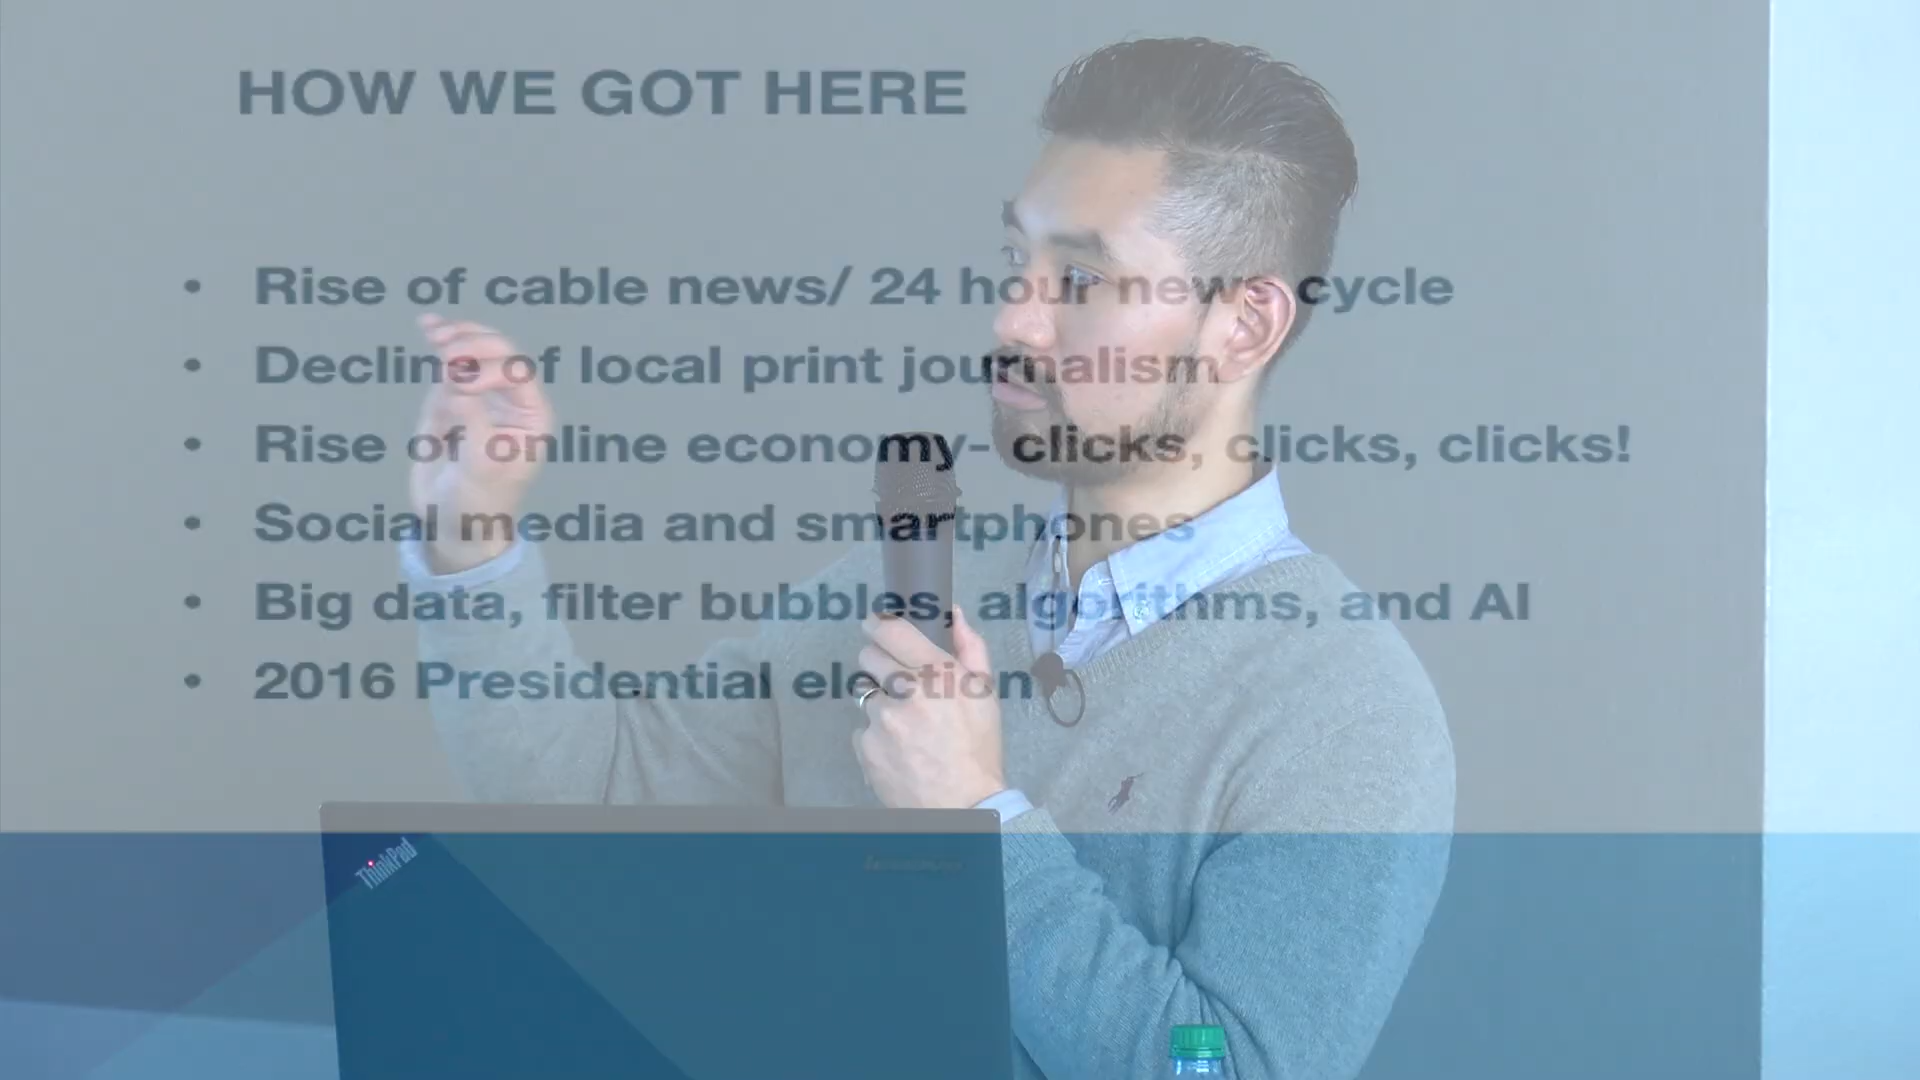 HOW WE GOT HERE
• Rise of cable news/ 24 hour news cycle
• Decline of local print journalism
• Rise of online economy- clicks, clicks, clicks!
• Social media and smartphones
• Big data, filter bubbles, algorithms, and AI
• 2016 Presidential election
ThinkPad